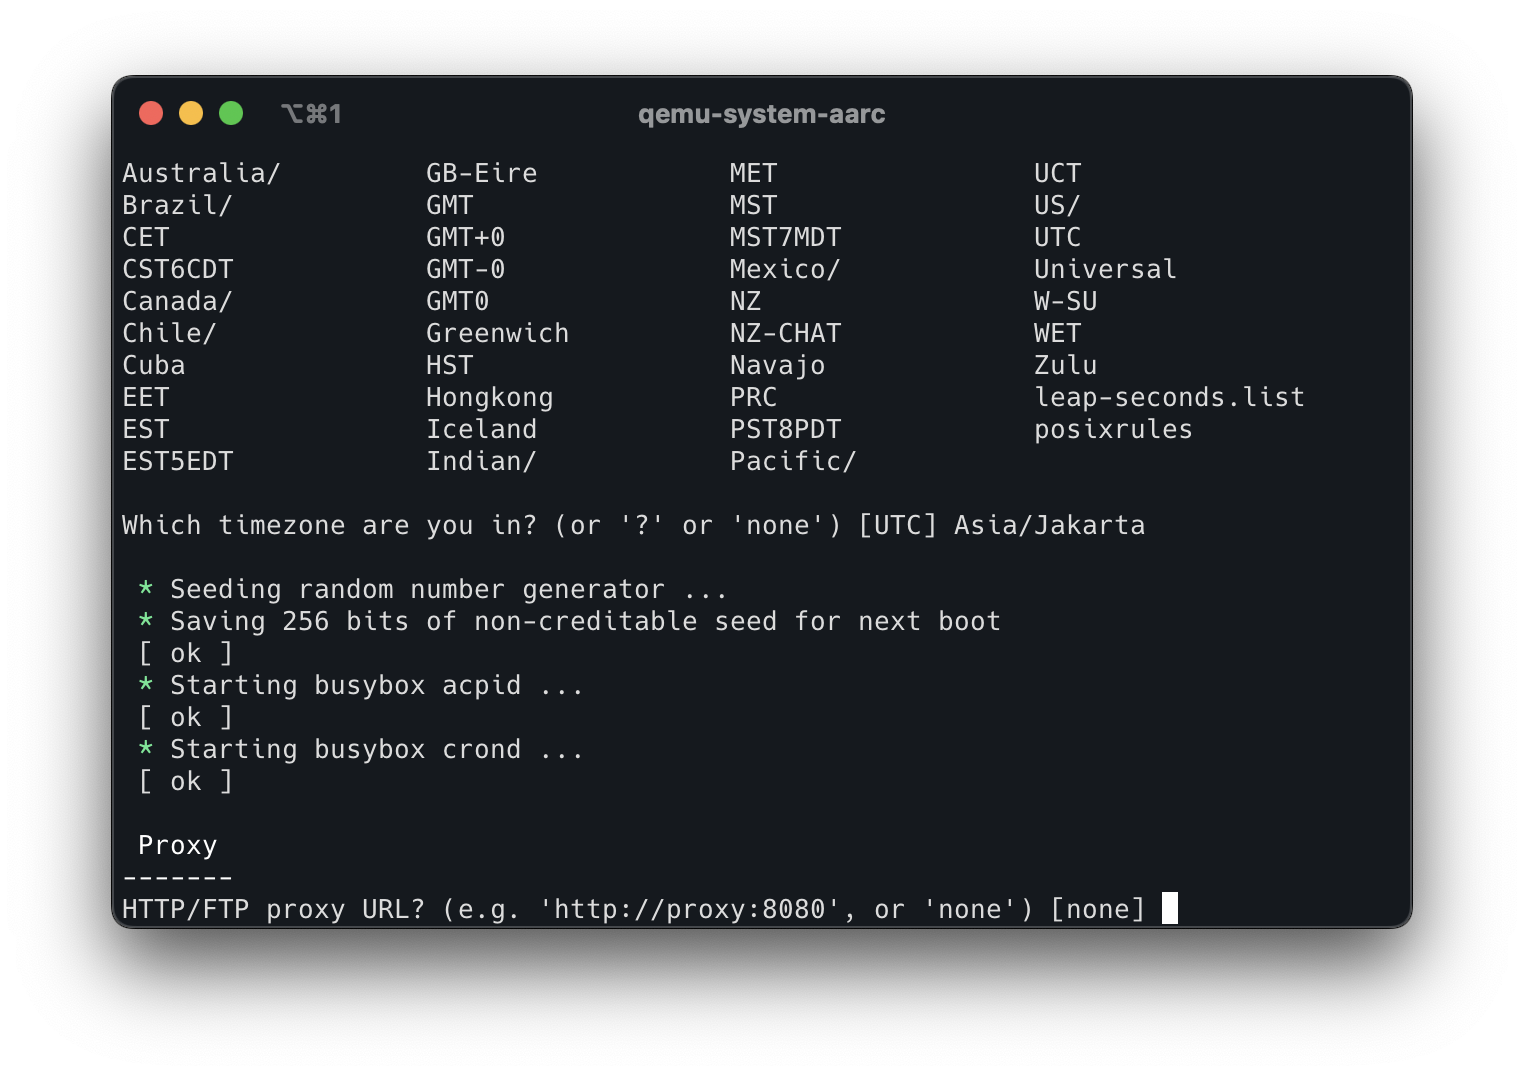 ⌥⌘1 qemu-system-aarc
Australia/ GB-Eire MET UCT
Brazil/ GMT MST US/
CET GMT+0 MST7MDT UTC
CST6CDT GMT-0 Mexico/ Universal
Canada/ GMT0 NZ W-SU
Chile/ Greenwich NZ-CHAT WET
Cuba HST Navajo Zulu
EET Hongkong PRC leap-seconds.list
EST Iceland PST8PDT posixrules
EST5EDT Indian/ Pacific/
Which timezone are you in? (or '?' or 'none') [UTC] Asia/Jakarta
* Seeding random number generator ...
* Saving 256 bits of non-creditable seed for next boot
[ ok ]
* Starting busybox acpid ...
[ ok ]
* Starting busybox crond ...
[ ok ]
Proxy
-------
HTTP/FTP proxy URL? (e.g. 'http://proxy:8080', or 'none') [none]